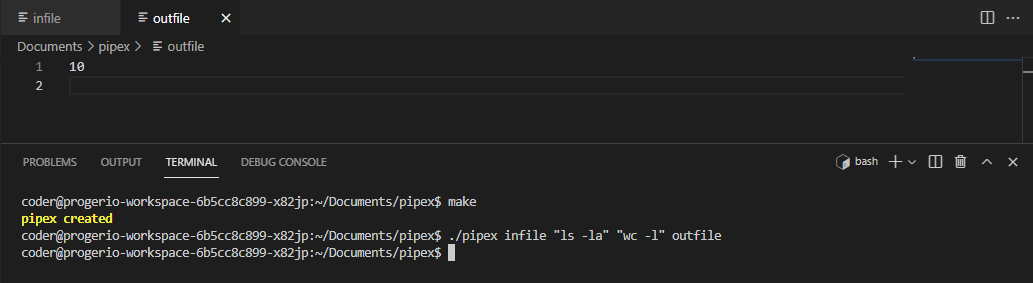 infile outfile
Documents > pipex > outfile
1 10
2
PROBLEMS OUTPUT TERMINAL DEBUG CONSOLE bash
coder@progerio-workspace-6b5cc8c899-x82jp:~/Documents/pipex$ make
pipex created
coder@progerio-workspace-6b5cc8c899-x82jp:~/Documents/pipex$ ./pipex infile "ls -la" "wc -l" outfile
coder@progerio-workspace-6b5cc8c899-x82jp:~/Documents/pipex$